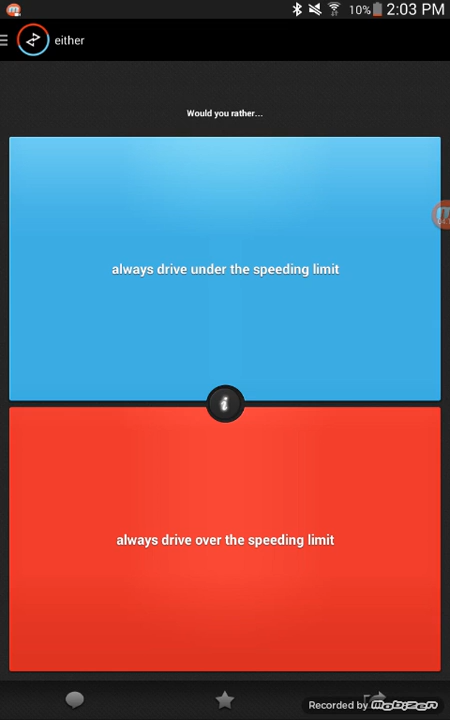 10% 2:03 PM
either
Would you rather...
always drive under the speeding limit
i
always drive over the speeding limit
Recorded by mobizen